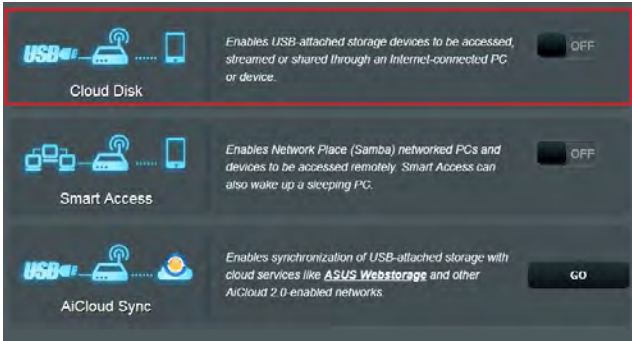 Enables USB-attached storage devices to be accessed,
streamed or shared through an Internet-connected PC
or device.
OFF
USB
Cloud Disk
Enables Network Place (Samba) networked PCs and
devices to be accessed remotely. Smart Access can
also wake up a sleeping PC.
OFF
Smart Access
Enables synchronization of USB-attached storage with
cloud services like ASUS Webstorage and other
AiCloud 2.0-enabled networks.
GO
USB
AiCloud Sync